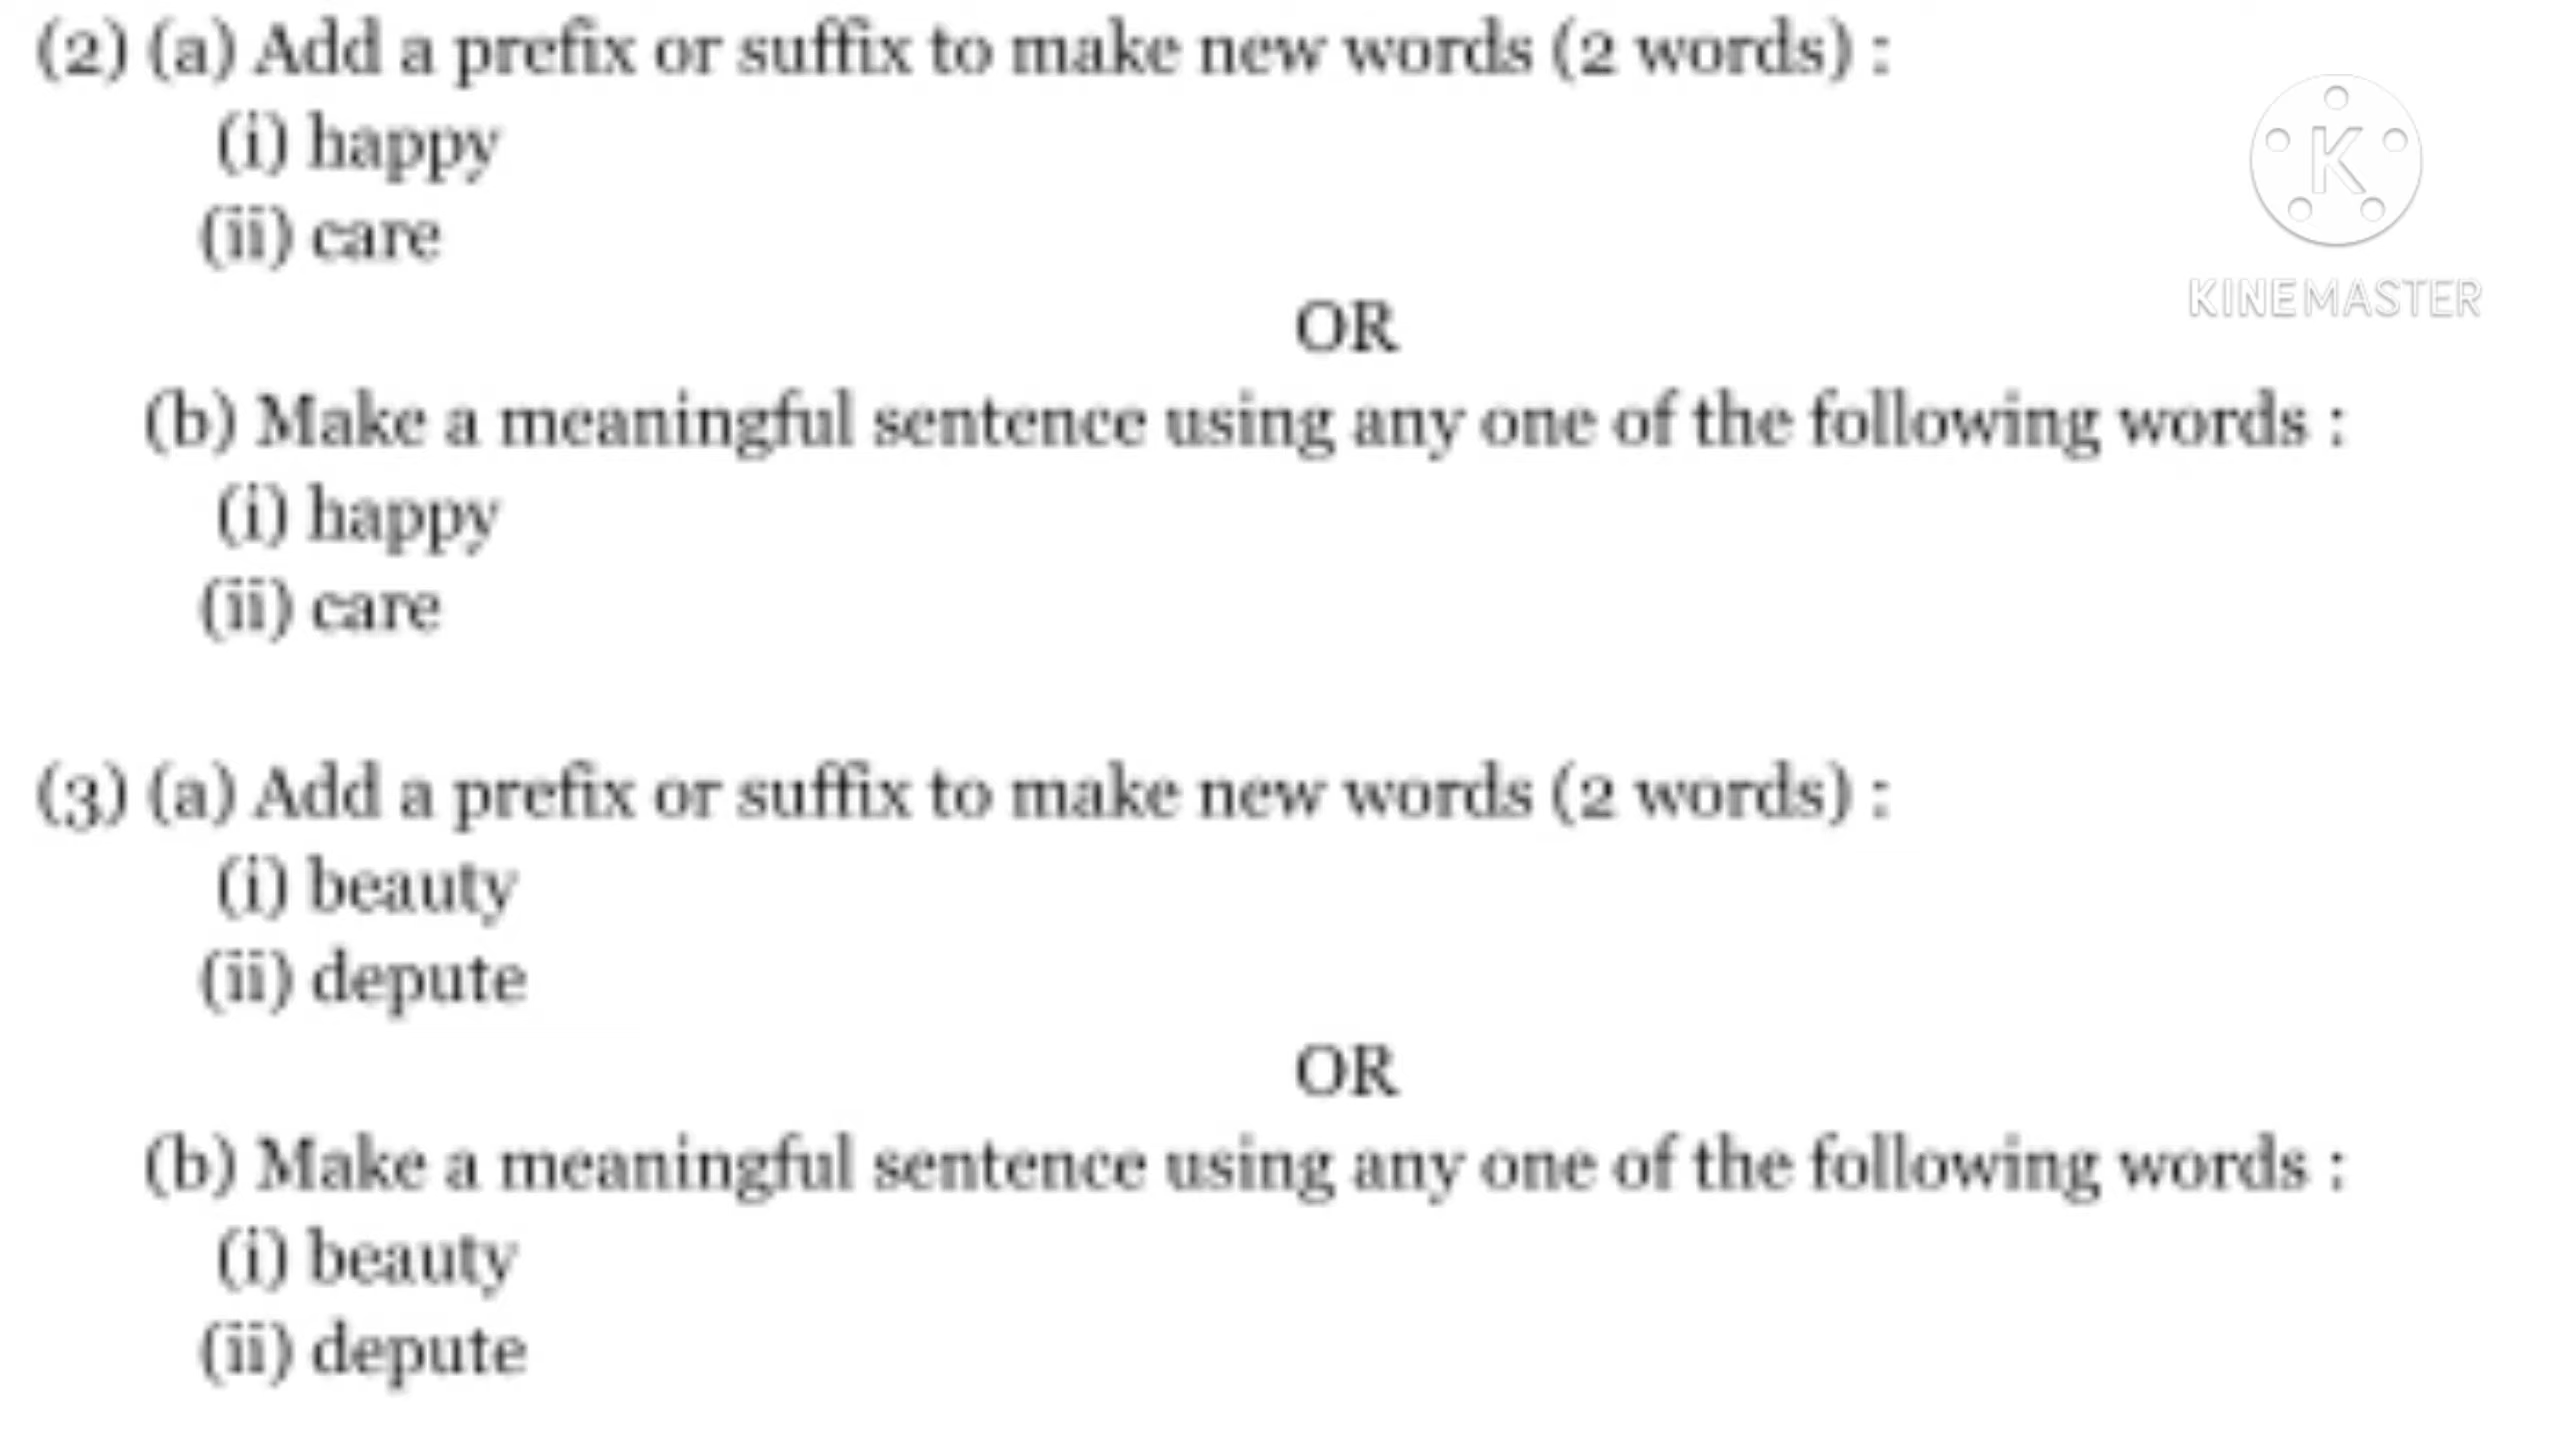 (2) (a) Add a prefix or suffix to make new words (2 words) :
(i) happy
(ii) care
K
KINEMASTER
OR
(b) Make a meaningful sentence using any one of the following words :
(i) happy
(ii) care
(3) (a) Add a prefix or suffix to make new words (2 words) :
(i) beauty
(ii) depute
OR
(b) Make a meaningful sentence using any one of the following words :
(i) beauty
(ii) depute